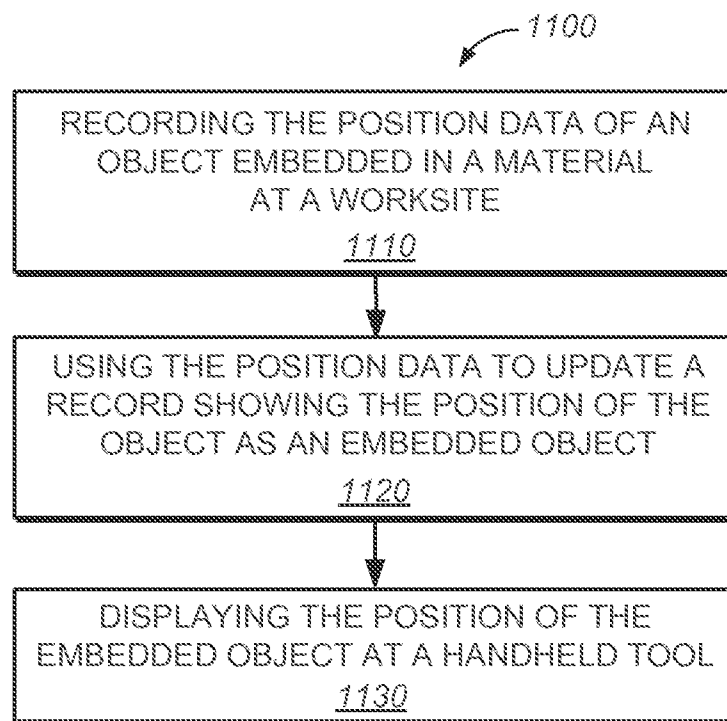 1100
RECORDING THE POSITION DATA OF AN
OBJECT EMBEDDED IN A MATERIAL
AT A WORKSITE
1110
USING THE POSITION DATA TO UPDATE A
RECORD SHOWING THE POSITION OF THE
OBJECT AS AN EMBEDDED OBJECT
1120
DISPLAYING THE POSITION OF THE
EMBEDDED OBJECT AT A HANDHELD TOOL
1130